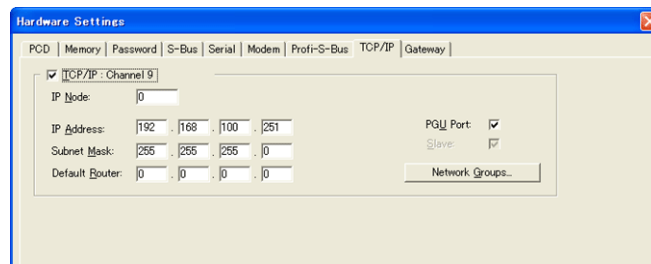 Hardware Settings
PCD | Memory | Password | S-Bus | Serial | Modem | Profi-S-Bus | TCP/IP | Gateway |
TCP/IP : Channel 9
IP Node: 0
IP Address: 192 . 168 . 100 . 251 PGU Port:
Subnet Mask: 255 . 255 . 255 . 0 Slave:
Default Router: 0 . 0 . 0 . 0 Network Groups...